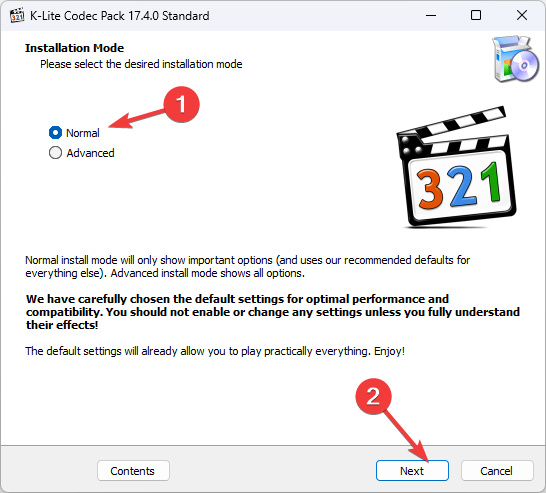 K-Lite Codec Pack 17.4.0 Standard
Installation Mode
Please select the desired installation mode
1
Normal
Advanced
321
Normal install mode will only show important options (and uses our recommended defaults for
everything else). Advanced install mode shows all options.
We have carefully chosen the default settings for optimal performance and
compatibility. You should not enable or change any settings unless you fully understand
their effects!
The default settings will already allow you to play practically everything. Enjoy!
2
Contents
Next
Cancel